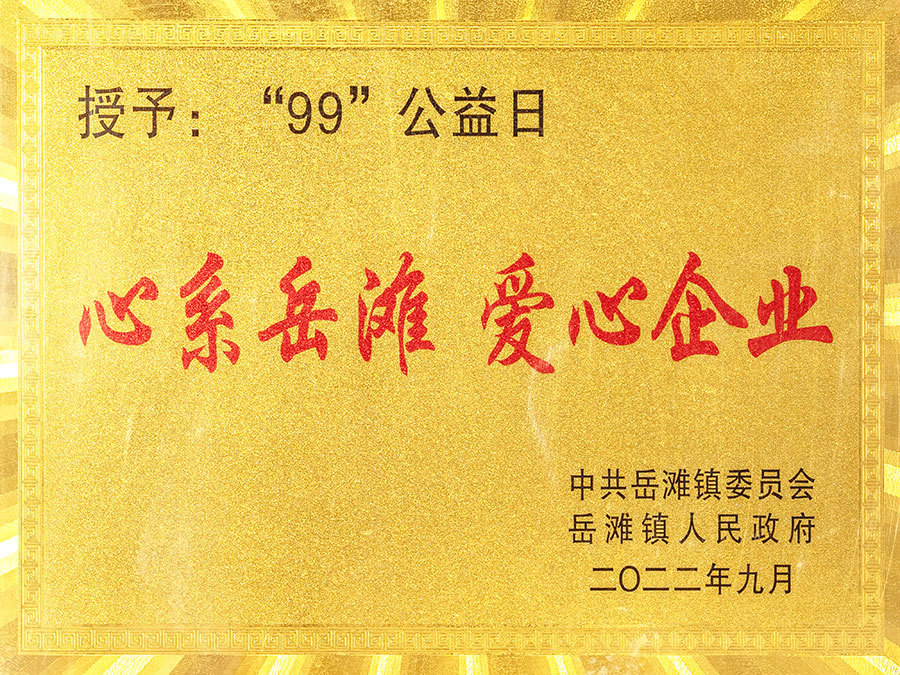 授予：“99”公益日
心系岳滩 爱心企业
中共岳滩镇委员会
岳滩镇人民政府
二〇二二年九月